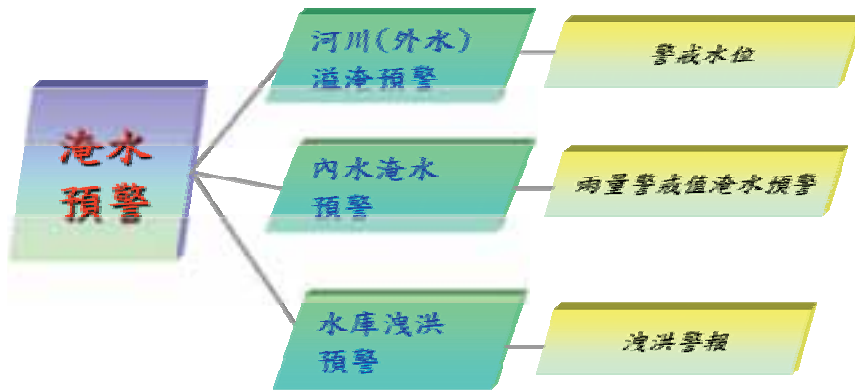 淹水
預警
河川(外水)
溢淹預警
警戒水位
內水淹水
預警
雨量警戒值淹水預警
水庫洩洪
預警
洩洪警報